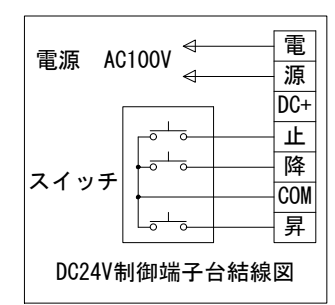 電源 AC100V
電
源
DC+
止
降
COM
昇
スイッチ
DC24V制御端子台結線図